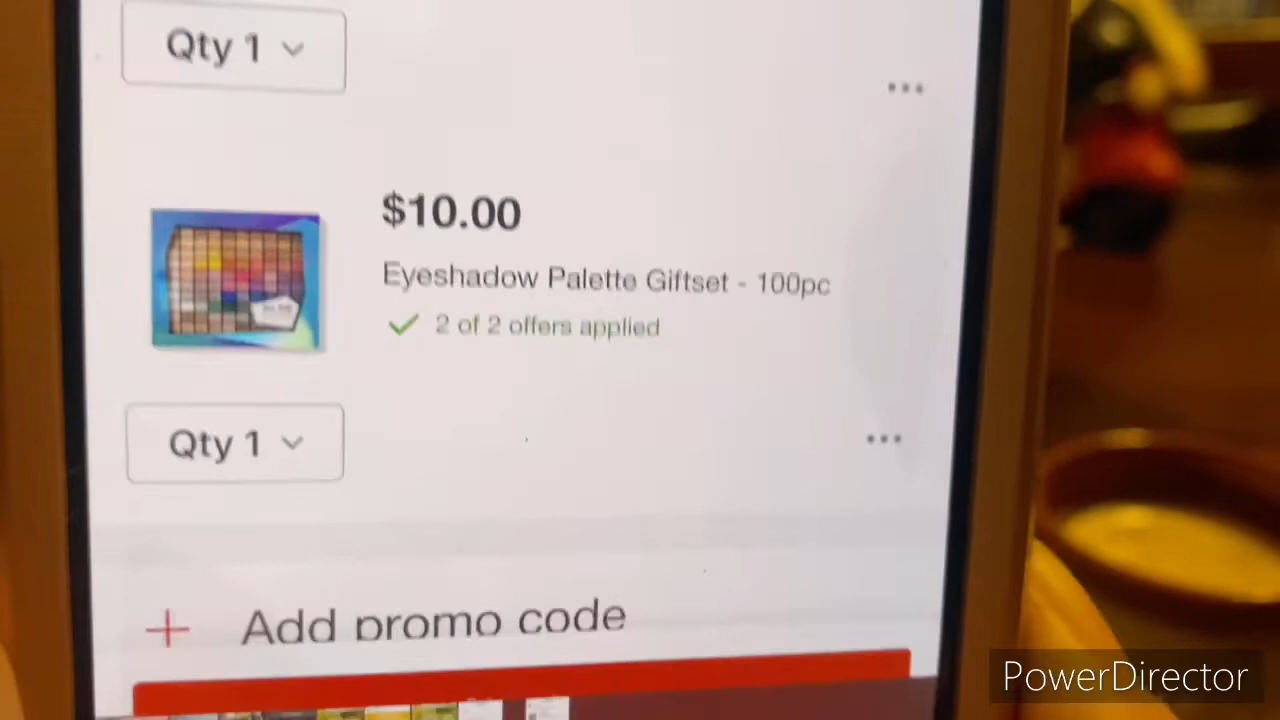 Qty 1
$10.00
Eyeshadow Palette Giftset - 100pc
2 of 2 offers applied
Qty 1
Add promo code
PowerDirector